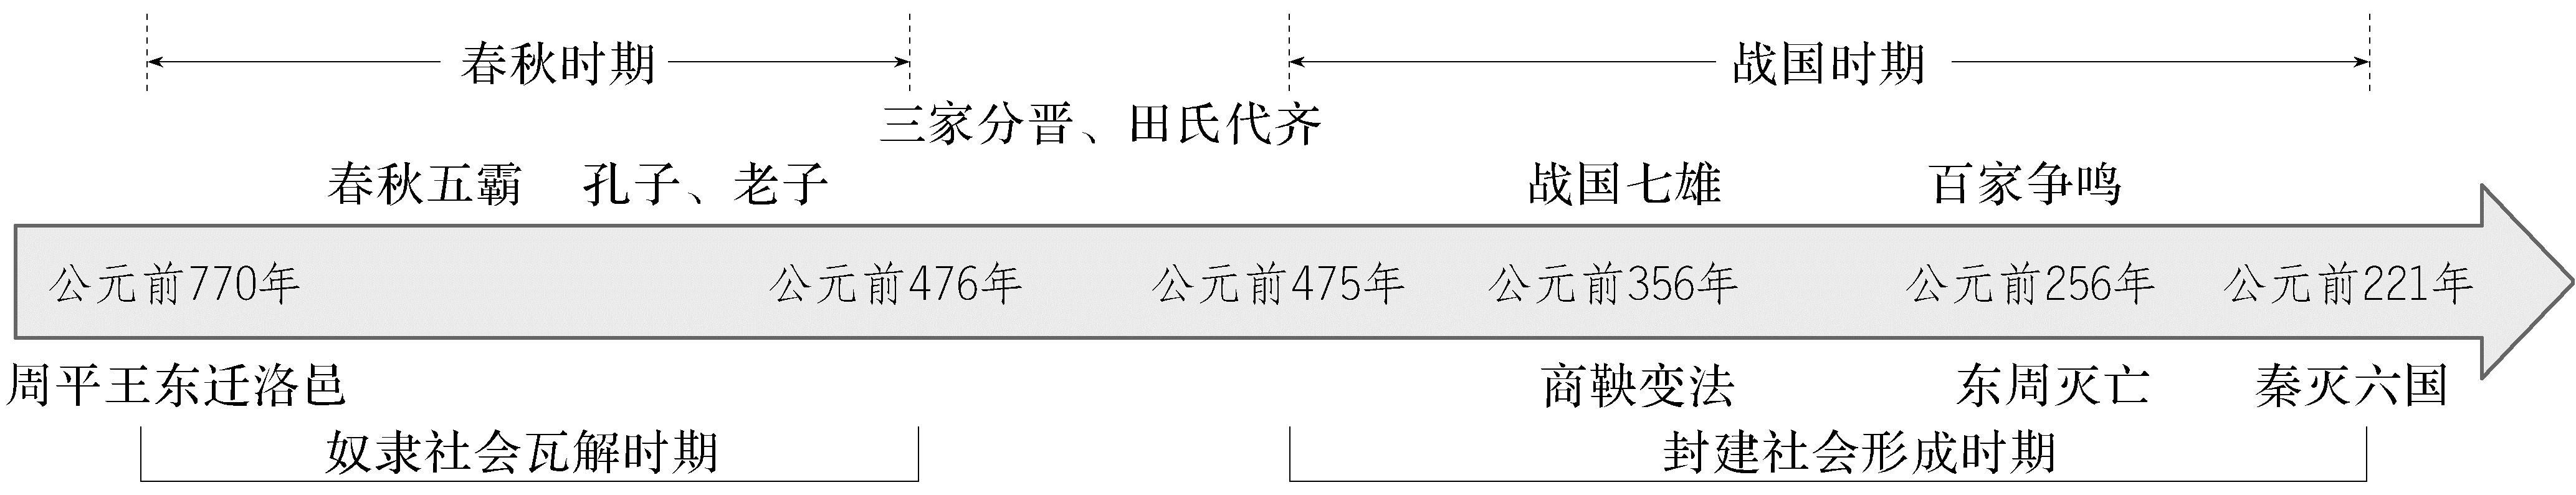 春秋时期 战国时期
三家分晋、田氏代齐
春秋五霸 孔子、老子 战国七雄 百家争鸣
公元前770年 公元前476年 公元前475年 公元前356年 公元前256年 公元前221年
周平王东迁洛邑 商鞅变法 东周灭亡 秦灭六国
奴隶社会瓦解时期 封建社会形成时期